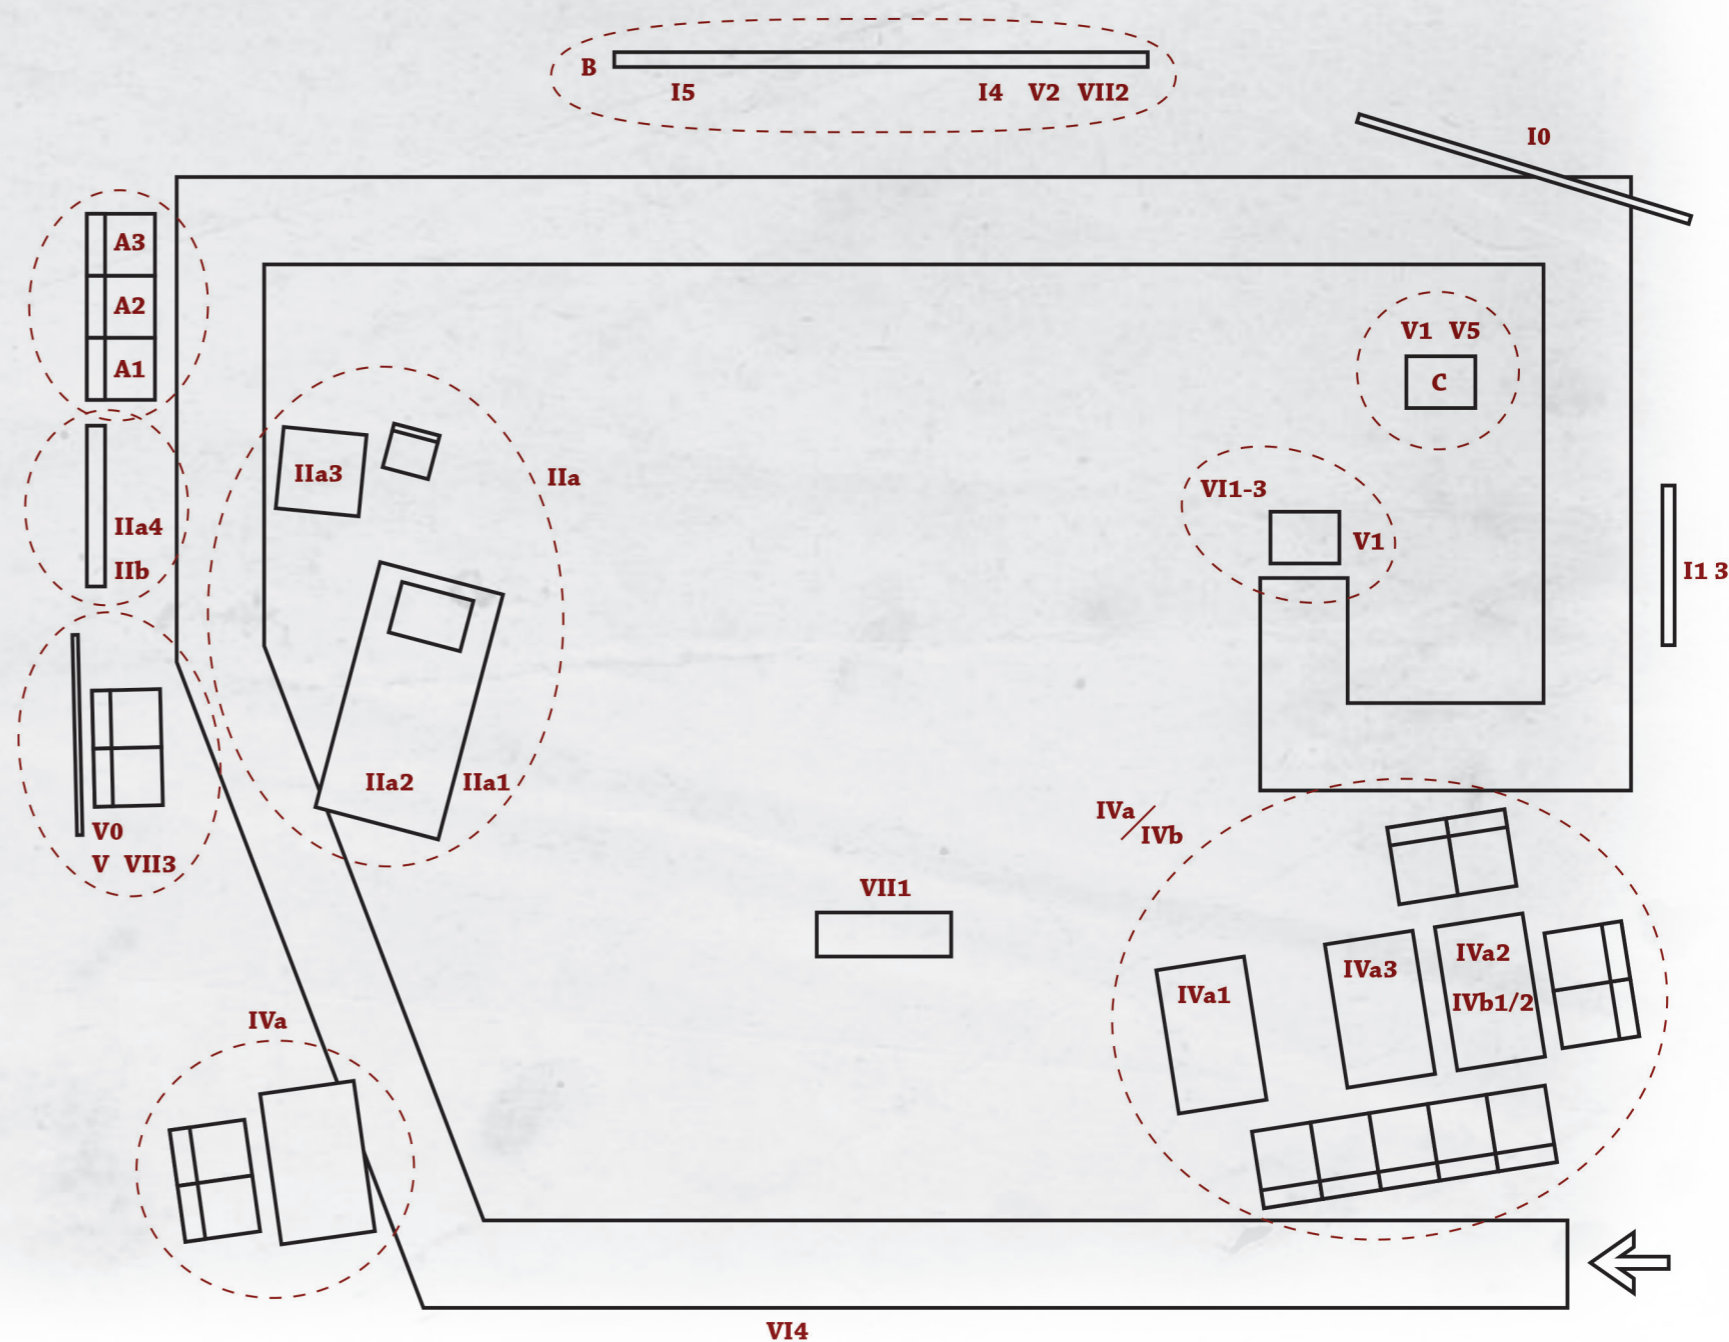 B
I5 I4 V2 VII2
I0
A3
A2
A1
V1 V5
C
IIa3
IIa
VI1-3
V1
IIa4
IIb
I1 3
IIa2 IIa1
V0
V VII3
IVa
IVb
VII1
IVa1
IVa3
IVa2
IVb1/2
IVa
VI4